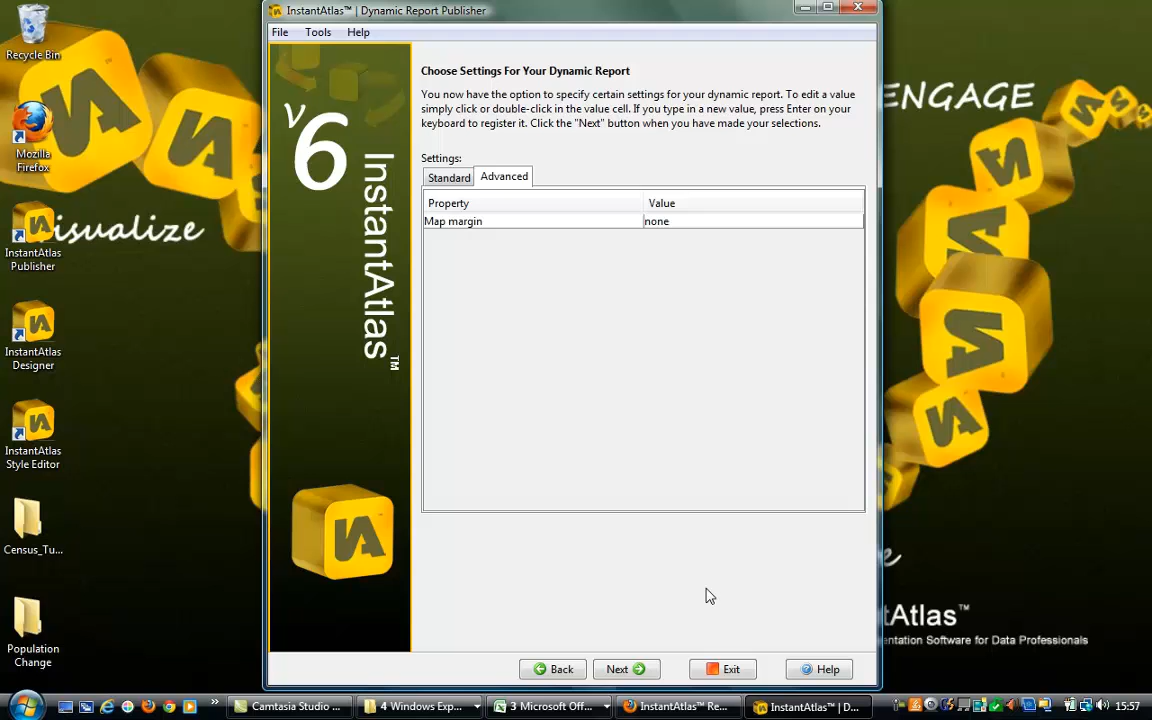 InstantAtlas™ | Dynamic Report Publisher
File Tools Help
Recycle Bin
Mozilla
Firefox
InstantAtlas
Publisher
InstantAtlas
Designer
InstantAtlas
Style Editor
Census_Tu...
Population
Change
isualize
v6
InstantAtlas™
Choose Settings For Your Dynamic Report
You now have the option to specify certain settings for your dynamic report. To edit a value
simply click or double-click in the value cell. If you type in a new value, press Enter on your
keyboard to register it. Click the "Next" button when you have made your selections.
Settings:
Standard Advanced
Property Value
Map margin none
Back Next Exit Help
ENGAGE
tAtlas™
entation Software for Data Professionals
Camtasia Studio ... 4 Windows Exp... 3 Microsoft Offi... InstantAtlas™ Re... InstantAtlas™ | D... 15:57